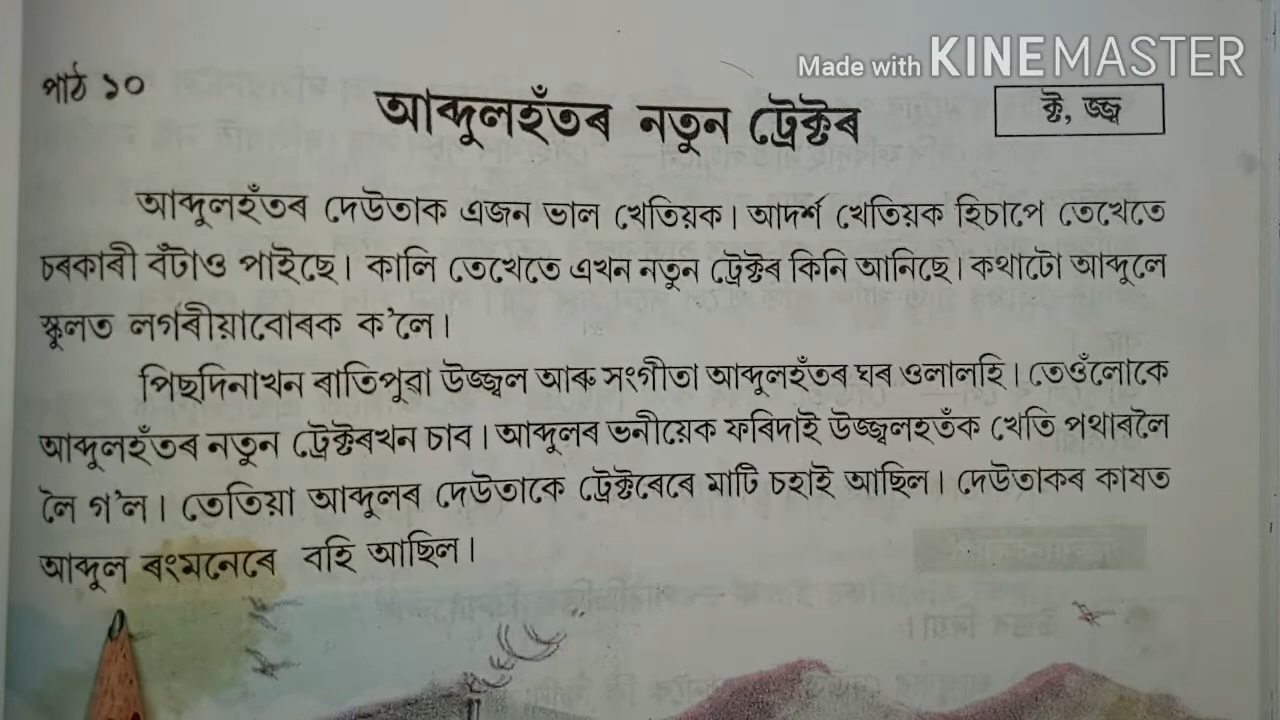 Made with KINEMASTER
পাঠ ১০
আব্দুলহঁতৰ নতুন ট্ৰেক্টৰ
ক্ট, জ্জ্ব
আব্দুলহঁতৰ দেউতাক এজন ভাল খেতিয়ক। আদৰ্শ খেতিয়ক হিচাপে তেখেতে
চৰকাৰী বঁটাও পাইছে। কালি তেখেতে এখন নতুন ট্ৰেক্টৰ কিনি আনিছে। কথাটো আব্দুলে
স্কুলত লগৰীয়াবোৰক ক'লে।
পিছদিনাখন ৰাতিপুৱা উজ্জ্বল আৰু সংগীতা আব্দুলহঁতৰ ঘৰ ওলালহি। তেওঁলোকে
আব্দুলহঁতৰ নতুন ট্ৰেক্টৰখন চাব। আব্দুলৰ ভনীয়েক ফৰিদাই উজ্জ্বলহতঁক খেতি পথাৰলৈ
লৈ গ'ল। তেতিয়া আব্দুলৰ দেউতাকে ট্ৰেক্টৰেৰে মাটি চহাই আছিল। দেউতাকৰ কাষত
আব্দুল ৰংমনেৰে বহি আছিল।